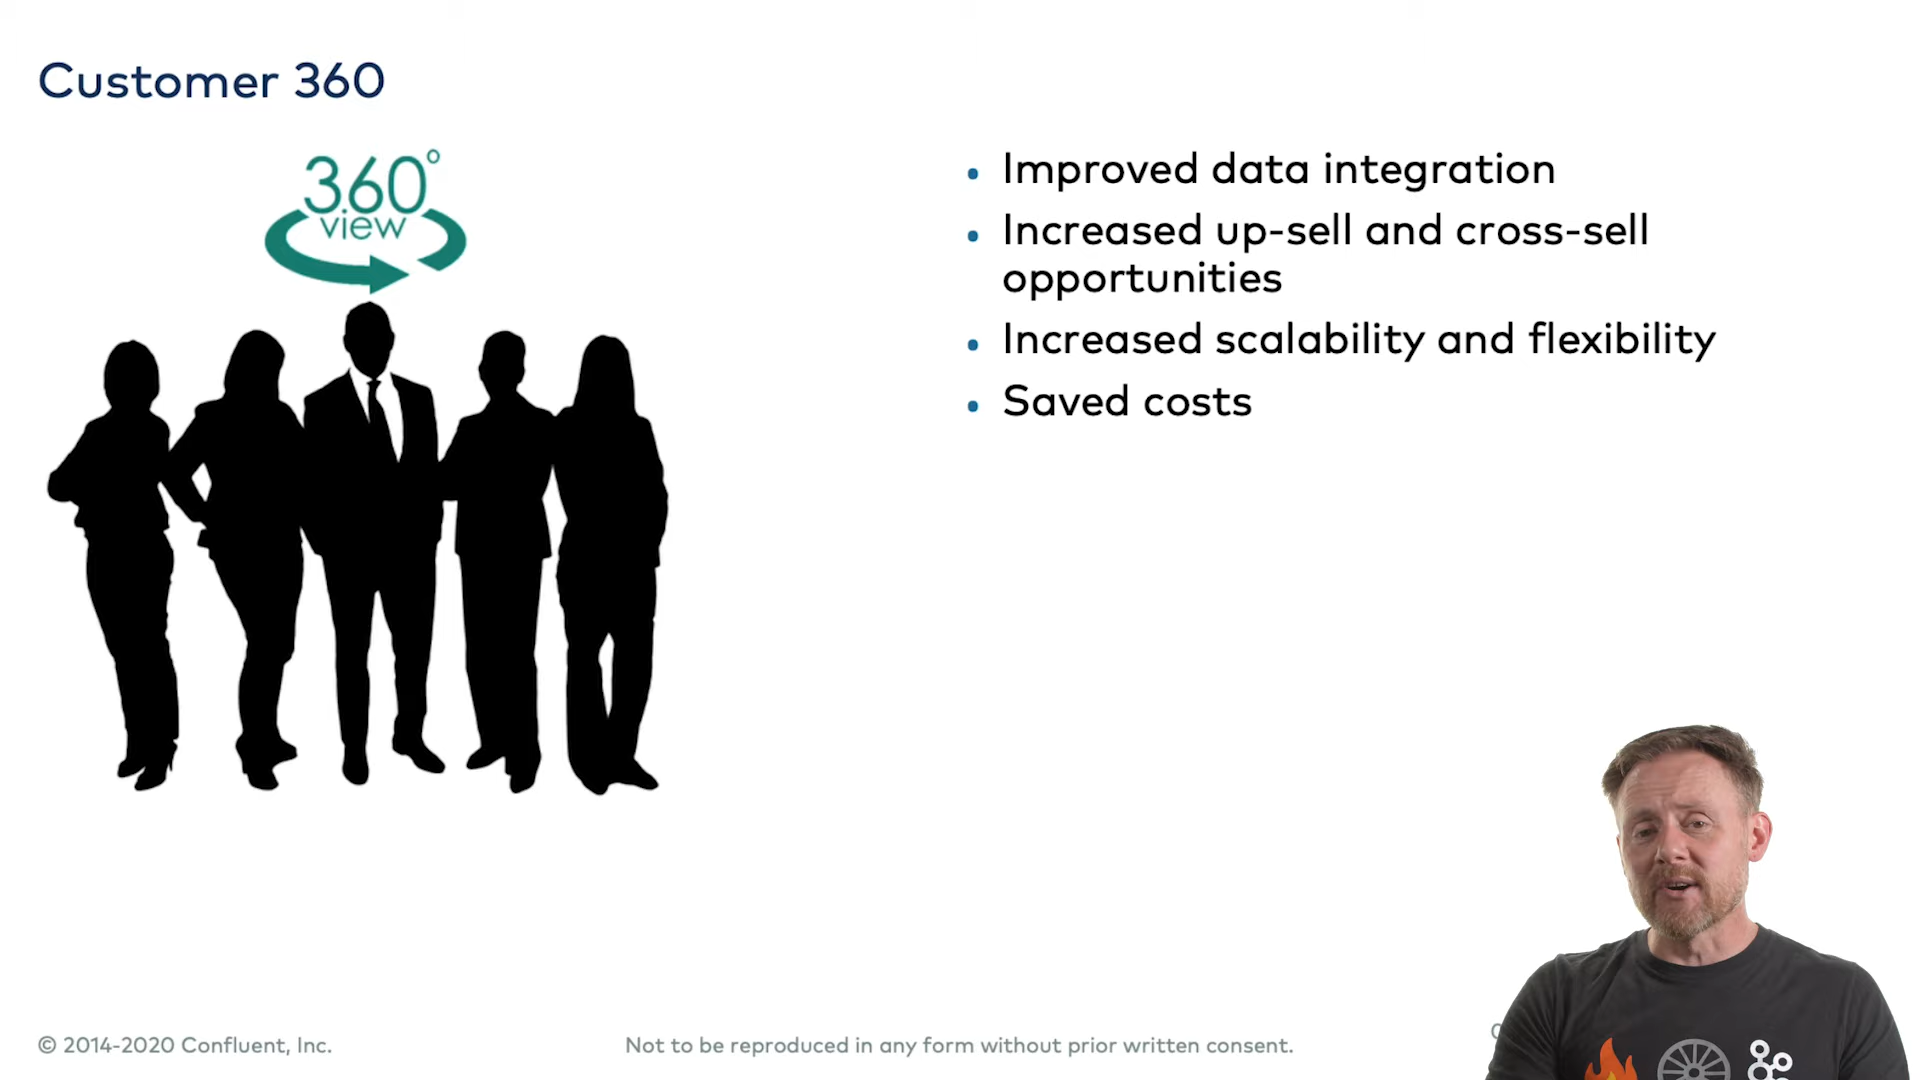 Customer 360
360°
view
• Improved data integration
• Increased up-sell and cross-sell
opportunities
• Increased scalability and flexibility
• Saved costs
© 2014-2020 Confluent, Inc.
Not to be reproduced in any form without prior written consent.